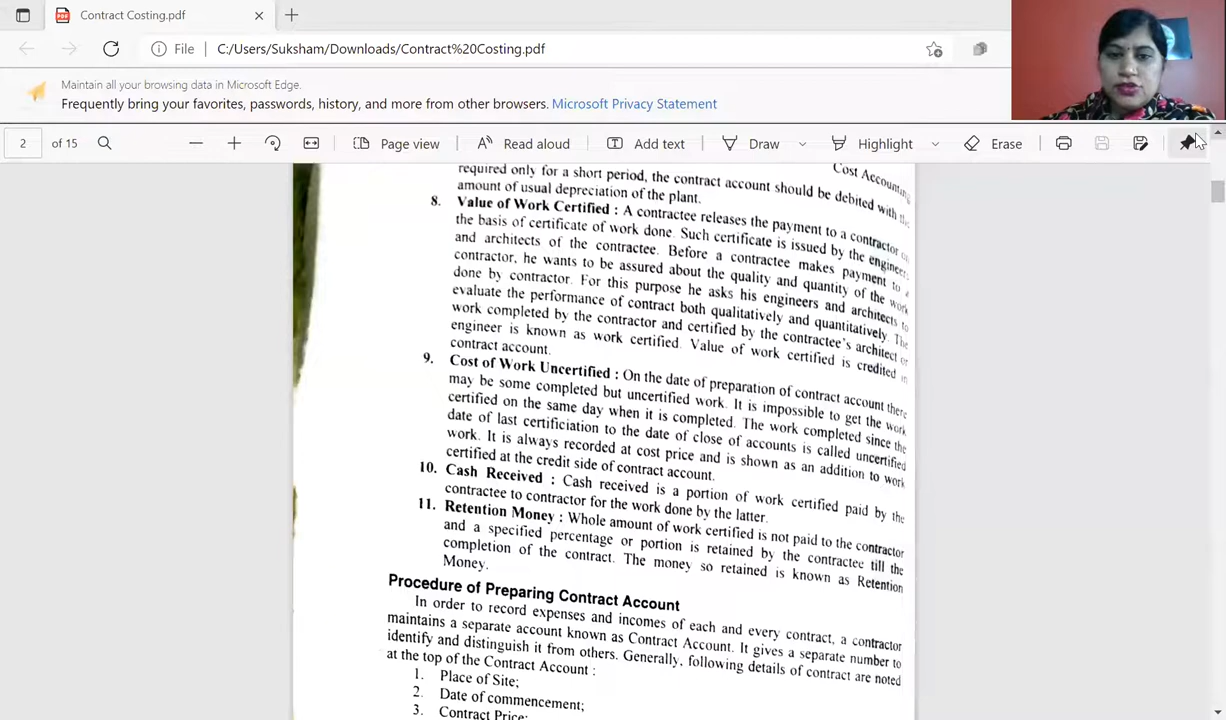 Contract Costing.pdf
File | C:/Users/Suksham/Downloads/Contract%20Costing.pdf
Maintain all your browsing data in Microsoft Edge.
Frequently bring your favorites, passwords, history, and more from other browsers. Microsoft Privacy Statement
2 of 15 Page view Read aloud Add text Draw Highlight Erase
Cost Accounting
required only for a short period, the contract account should be debited with the
amount of usual depreciation of the plant.
8. Value of Work Certified : A contractee releases the payment to a contractor on
the basis of certificate of work done. Such certificate is issued by the engineers
and architects of the contractee. Before a contractee makes payment to a
contractor, he wants to be assured about the quality and quantity of the work
done by contractor. For this purpose he asks his engineers and architects to
evaluate the performance of contract both qualitatively and quantitatively. The
work completed by the contractor and certified by the contractee's architect or
engineer is known as work certified. Value of work certified is credited in
contract account.
9. Cost of Work Uncertified : On the date of preparation of contract account there
may be some completed but uncertified work. It is impossible to get the work
certified on the same day when it is completed. The work completed since the
date of last certificiation to the date of close of accounts is called uncertified
work. It is always recorded at cost price and is shown as an addition to work
certified at the credit side of contract account.
10. Cash Received : Cash received is a portion of work certified paid by the
contractee to contractor for the work done by the latter.
11. Retention Money : Whole amount of work certified is not paid to the contractor
and a specified percentage or portion is retained by the contractee till the
completion of the contract. The money so retained is known as Retention
Money.
Procedure of Preparing Contract Account
In order to record expenses and incomes of each and every contract, a contractor
maintains a separate account known as Contract Account. It gives a separate number to
identify and distinguish it from others. Generally, following details of contract are noted
at the top of the Contract Account :
1. Place of Site;
2. Date of commencement;
3. Contract Price;